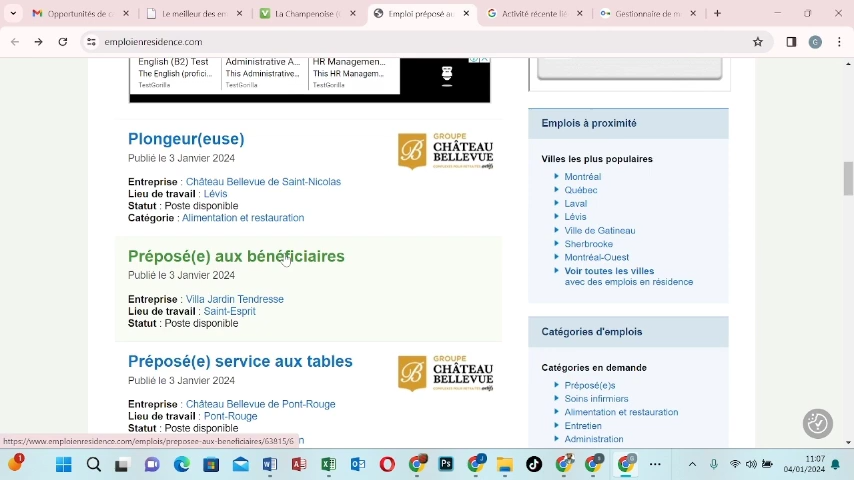 Opportunités de c
Le meilleur des em
La Champenoise (
Emploi préposé au
Activité récente lié
Gestionnaire de m
emploienresidence.com
G
English (B2) Test
The English (profici...
TestGorilla
Administrative A...
This Administrative...
TestGorilla
HR Managemen...
This HR Managem...
TestGorilla
Plongeur(euse)
Publié le 3 Janvier 2024
Entreprise : Château Bellevue de Saint-Nicolas
Lieu de travail : Lévis
Statut : Poste disponible
Catégorie : Alimentation et restauration
GROUPE
CHÂTEAU
BELLEVUE
Préposé(e) aux bénéficiaires
Publié le 3 Janvier 2024
Entreprise : Villa Jardin Tendresse
Lieu de travail : Saint-Esprit
Statut : Poste disponible
Préposé(e) service aux tables
Publié le 3 Janvier 2024
Entreprise : Château Bellevue de Pont-Rouge
Lieu de travail : Pont-Rouge
Statut : Poste disponible
GROUPE
CHÂTEAU
BELLEVUE
Emplois à proximité
Villes les plus populaires
Montréal
Québec
Laval
Lévis
Ville de Gatineau
Sherbrooke
Montréal-Ouest
Voir toutes les villes
avec des emplois en résidence
Catégories d'emplois
Catégories en demande
Préposé(e)s
Soins infirmiers
Alimentation et restauration
Entretien
Administration
https://www.emploienresidence.com/emplois/preposee-aux-beneficiaires/63815/6
11:07
04/01/2024